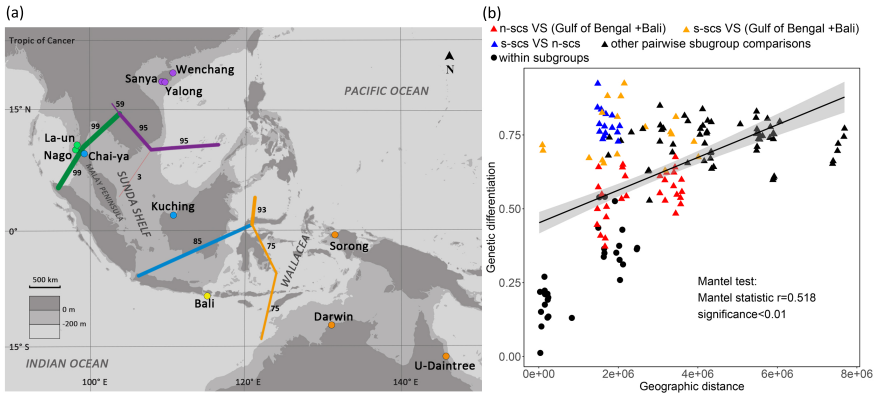 (a)
Tropic of Cancer
Wenchang
Sanya
Yalong
N
PACIFIC OCEAN
15°N
59
99
95
95
La-un
Nago
Chai-ya
99
MALAY PENINSULA
SUNDA SHELF
3
Kuching
93
0°
85
75
WALLACEA
Sorong
500 km
0 m
-200 m
Bali
75
Darwin
15°S
U-Daintree
INDIAN OCEAN
100°E
120°E
140°E
(b)
n-scs VS (Gulf of Bengal +Bali)
s-scs VS (Gulf of Bengal +Bali)
s-scs VS n-scs
other pairwise sbugroup comparisons
within subgroups
Genetic differentiation
0.75
0.50
0.25
0.00
Mantel test:
Mantel statistic r=0.518
significance<0.01
0e+00
2e+06
4e+06
6e+06
8e+06
Geographic distance